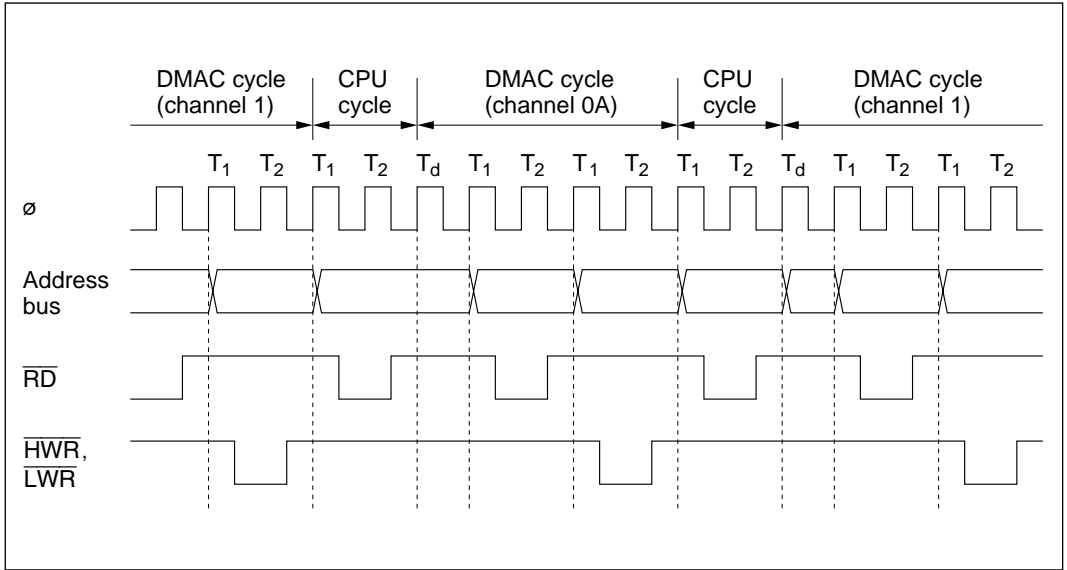 DMAC cycle (channel 1) CPU cycle DMAC cycle (channel 0A) CPU cycle DMAC cycle (channel 1)
T1 T2 T1 T2 Td T1 T2 T1 T2 T1 T2 Td T1 T2 T1 T2
ø
Address
bus
RD
HWR,
LWR